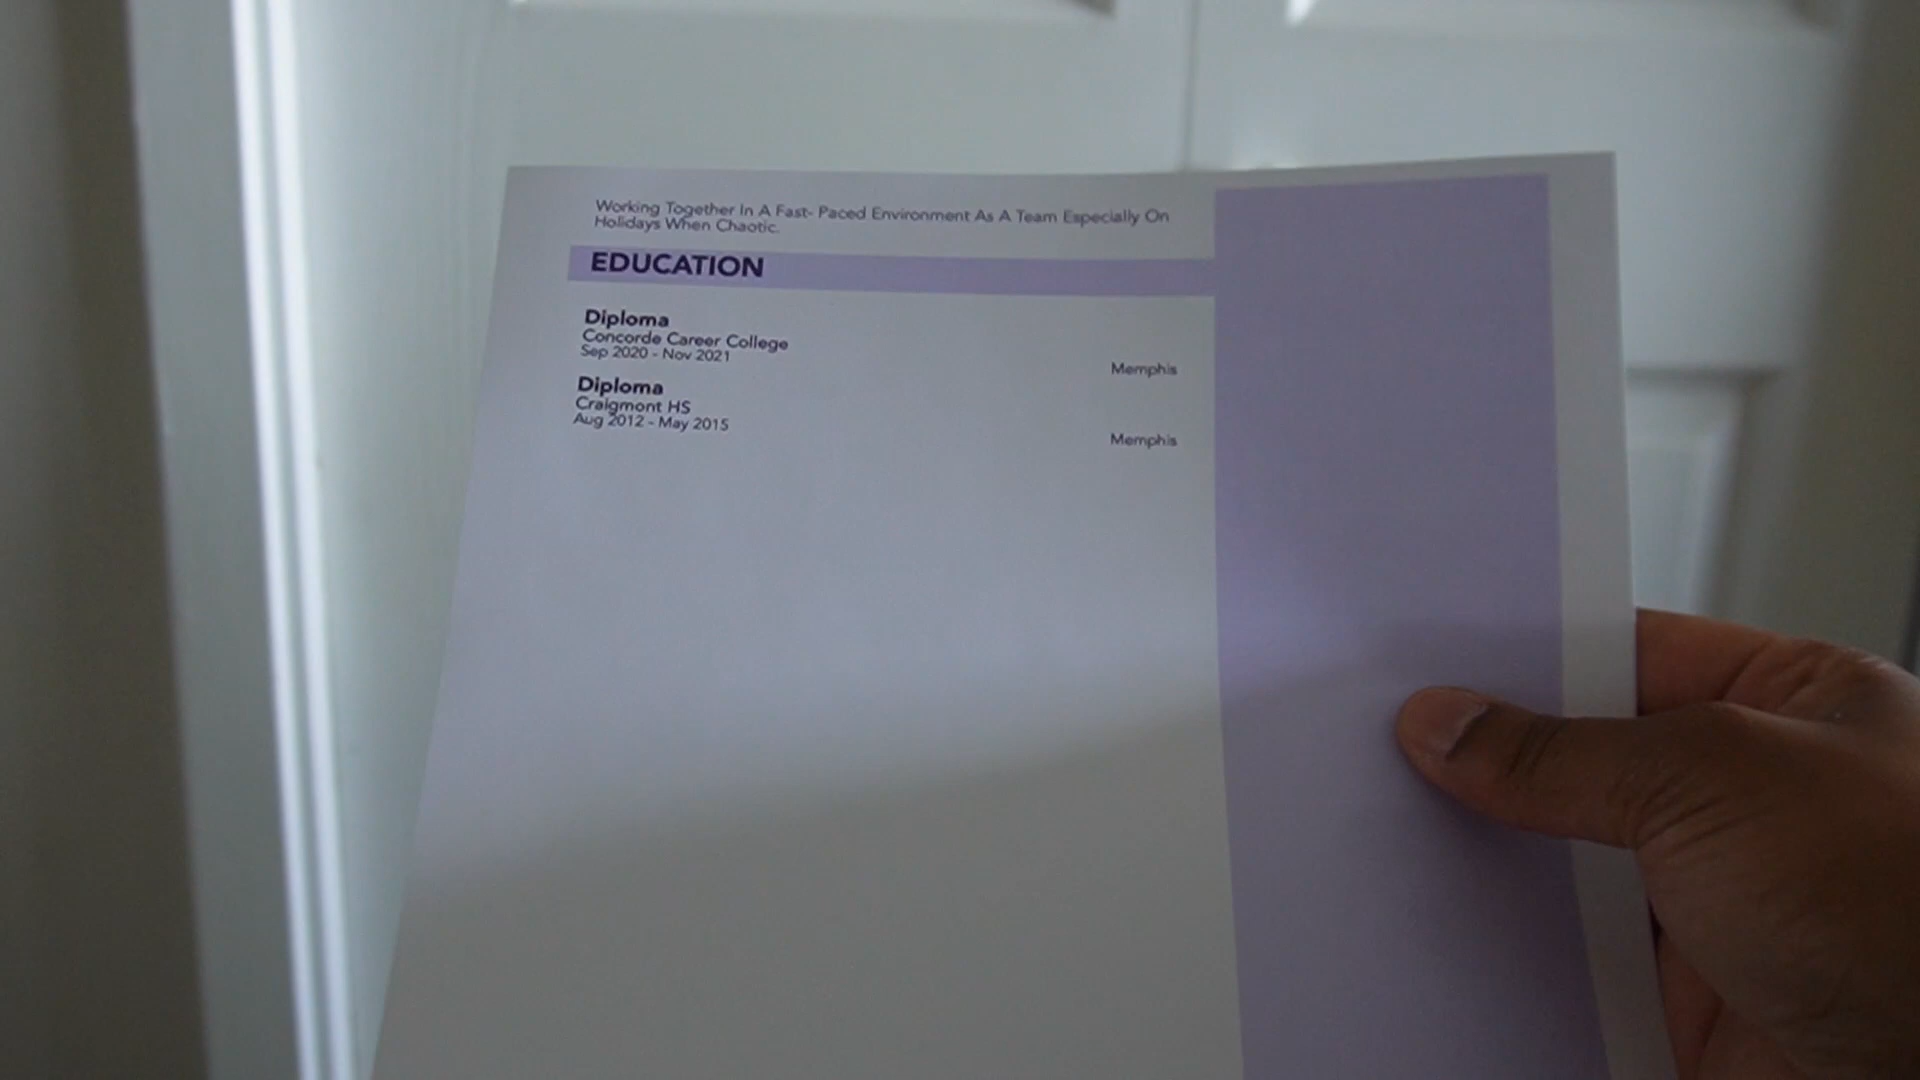 Working Together In A Fast- Paced Environment As A Team Especially On
Holidays When Chaotic.
EDUCATION
Diploma
Concorde Career College
Sep 2020 - Nov 2021
Memphis
Diploma
Craigmont HS
Aug 2012 - May 2015
Memphis